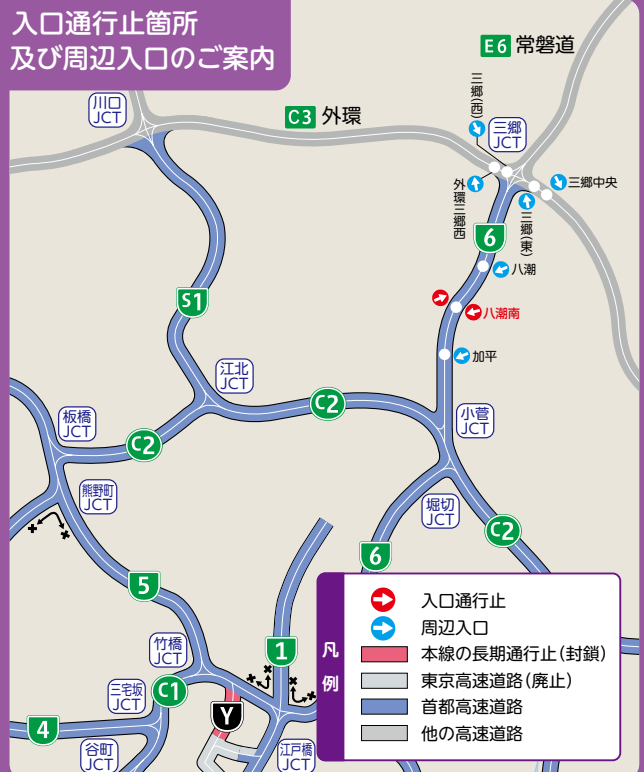 入口通行止箇所
及び周辺入口のご案内
E6 常磐道
川口
JCT
C3 外環
三郷(西)
三郷
JCT
外環三郷西
三郷中央
三郷(東)
6
八潮
S1
八潮南
加平
江北
JCT
C2
小菅
JCT
板橋
JCT
C2
熊野町
JCT
堀切
JCT
C2
6
5
1
竹橋
JCT
三宅坂
JCT
C1
Y
4
谷町
JCT
江戸橋
JCT
凡例
入口通行止
周辺入口
本線の長期通行止(封鎖)
東京高速道路(廃止)
首都高速道路
他の高速道路